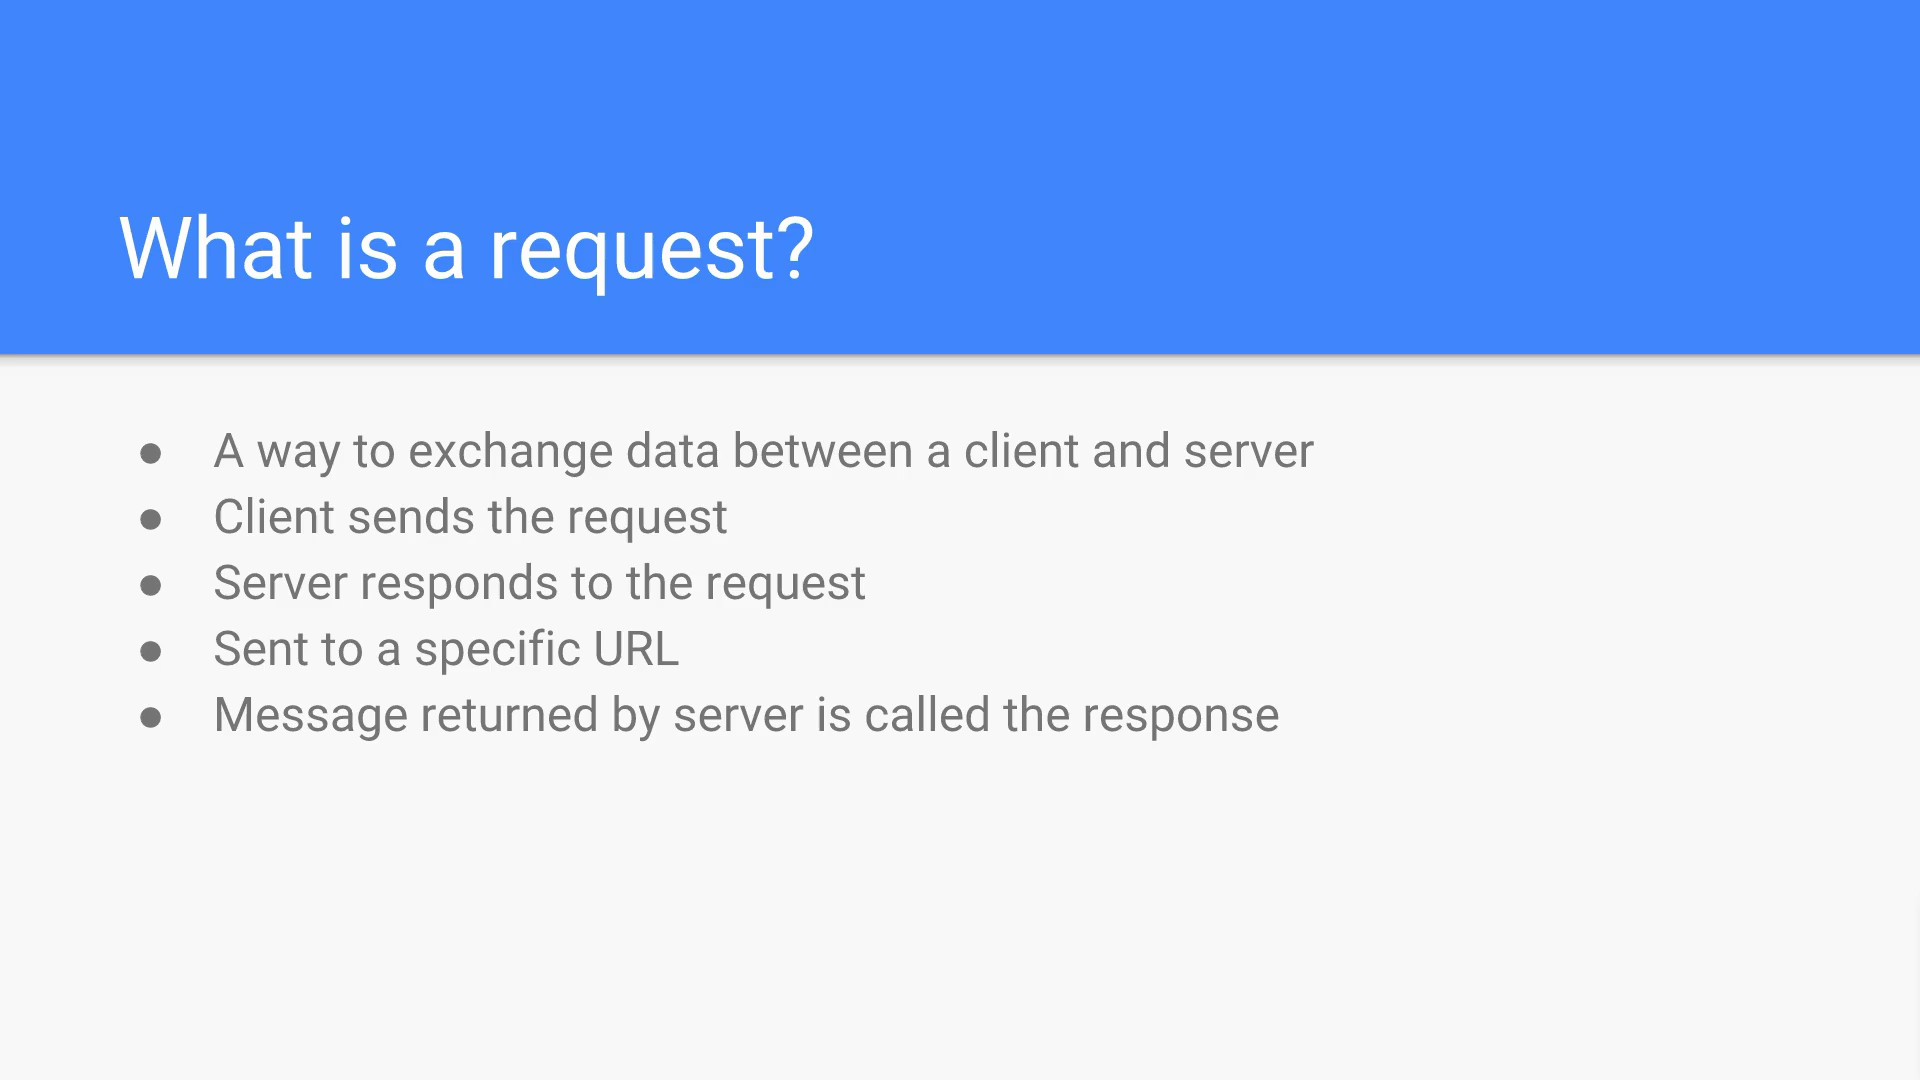 What is a request?
● A way to exchange data between a client and server
● Client sends the request
● Server responds to the request
● Sent to a specific URL
● Message returned by server is called the response